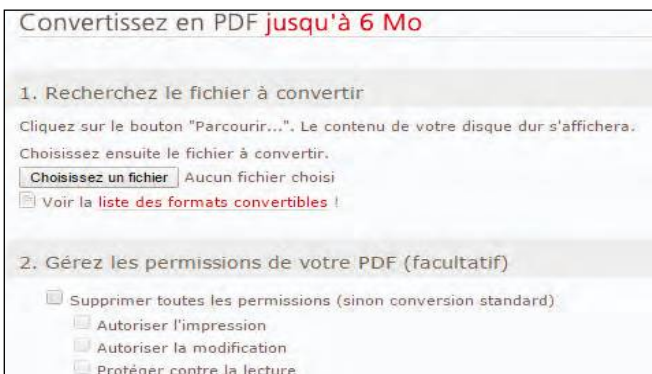 Convertissez en PDF jusqu'à 6 Mo
1. Recherchez le fichier à convertir
Cliquez sur le bouton "Parcourir...". Le contenu de votre disque dur s'affichera.
Choisissez ensuite le fichier à convertir.
Choisissez un fichier Aucun fichier choisi
Voir la liste des formats convertibles !
2. Gérez les permissions de votre PDF (facultatif)
Supprimer toutes les permissions (sinon conversion standard)
Autoriser l'impression
Autoriser la modification
Protéger contre la lecture